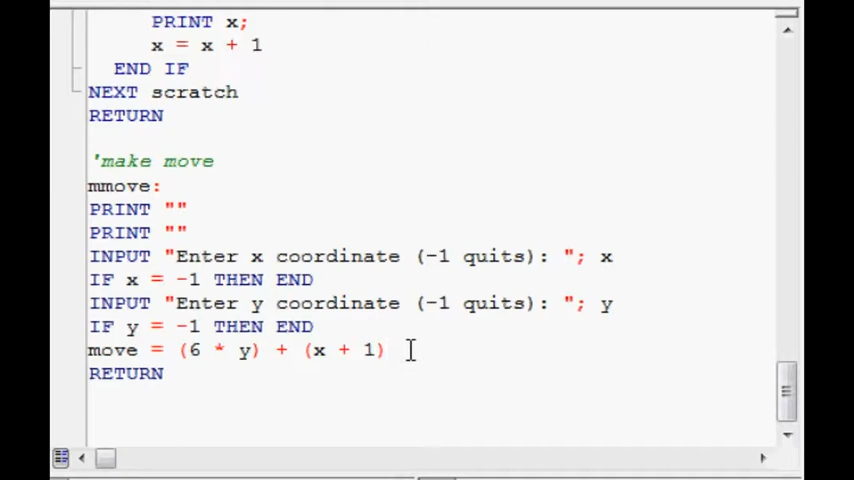 PRINT x;
x = x + 1
END IF
NEXT scratch
RETURN
'make move
mmove:
PRINT ""
PRINT ""
INPUT "Enter x coordinate (-1 quits): "; x
IF x = -1 THEN END
INPUT "Enter y coordinate (-1 quits): "; y
IF y = -1 THEN END
move = (6 * y) + (x + 1)
RETURN